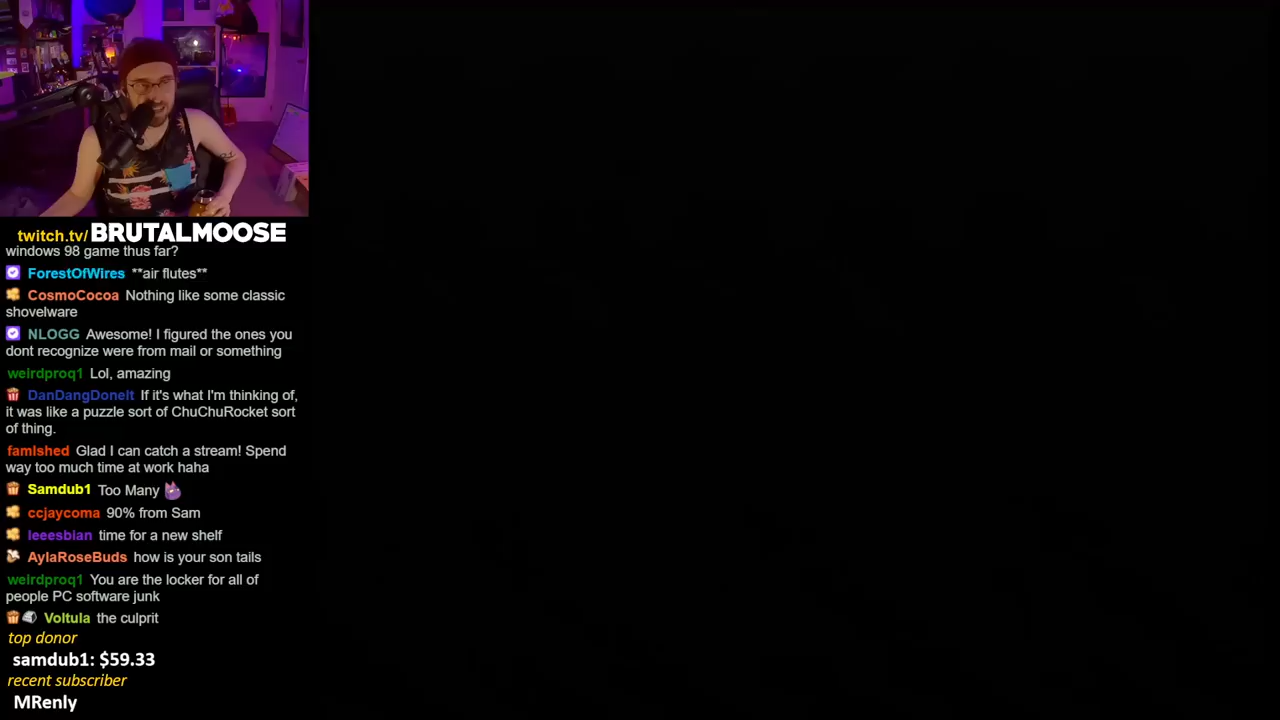 twitch.tv/BRUTALMOOSE
windows 98 game thus far?
ForestOfWires **air flutes**
CosmoCocoa Nothing like some classic
shovelware
NLOGG Awesome! I figured the ones you
dont recognize were from mail or something
weirdproq1 Lol, amazing
DanDangDoneIt If it's what I'm thinking of,
it was like a puzzle sort of ChuChuRocket sort
of thing.
famIshed Glad I can catch a stream! Spend
way too much time at work haha
Samdub1 Too Many
ccjaycoma 90% from Sam
leeesbian time for a new shelf
AylaRoseBuds how is your son tails
weirdproq1 You are the locker for all of
people PC software junk
Voltula the culprit
top donor
samdub1: $59.33
recent subscriber
MRenly